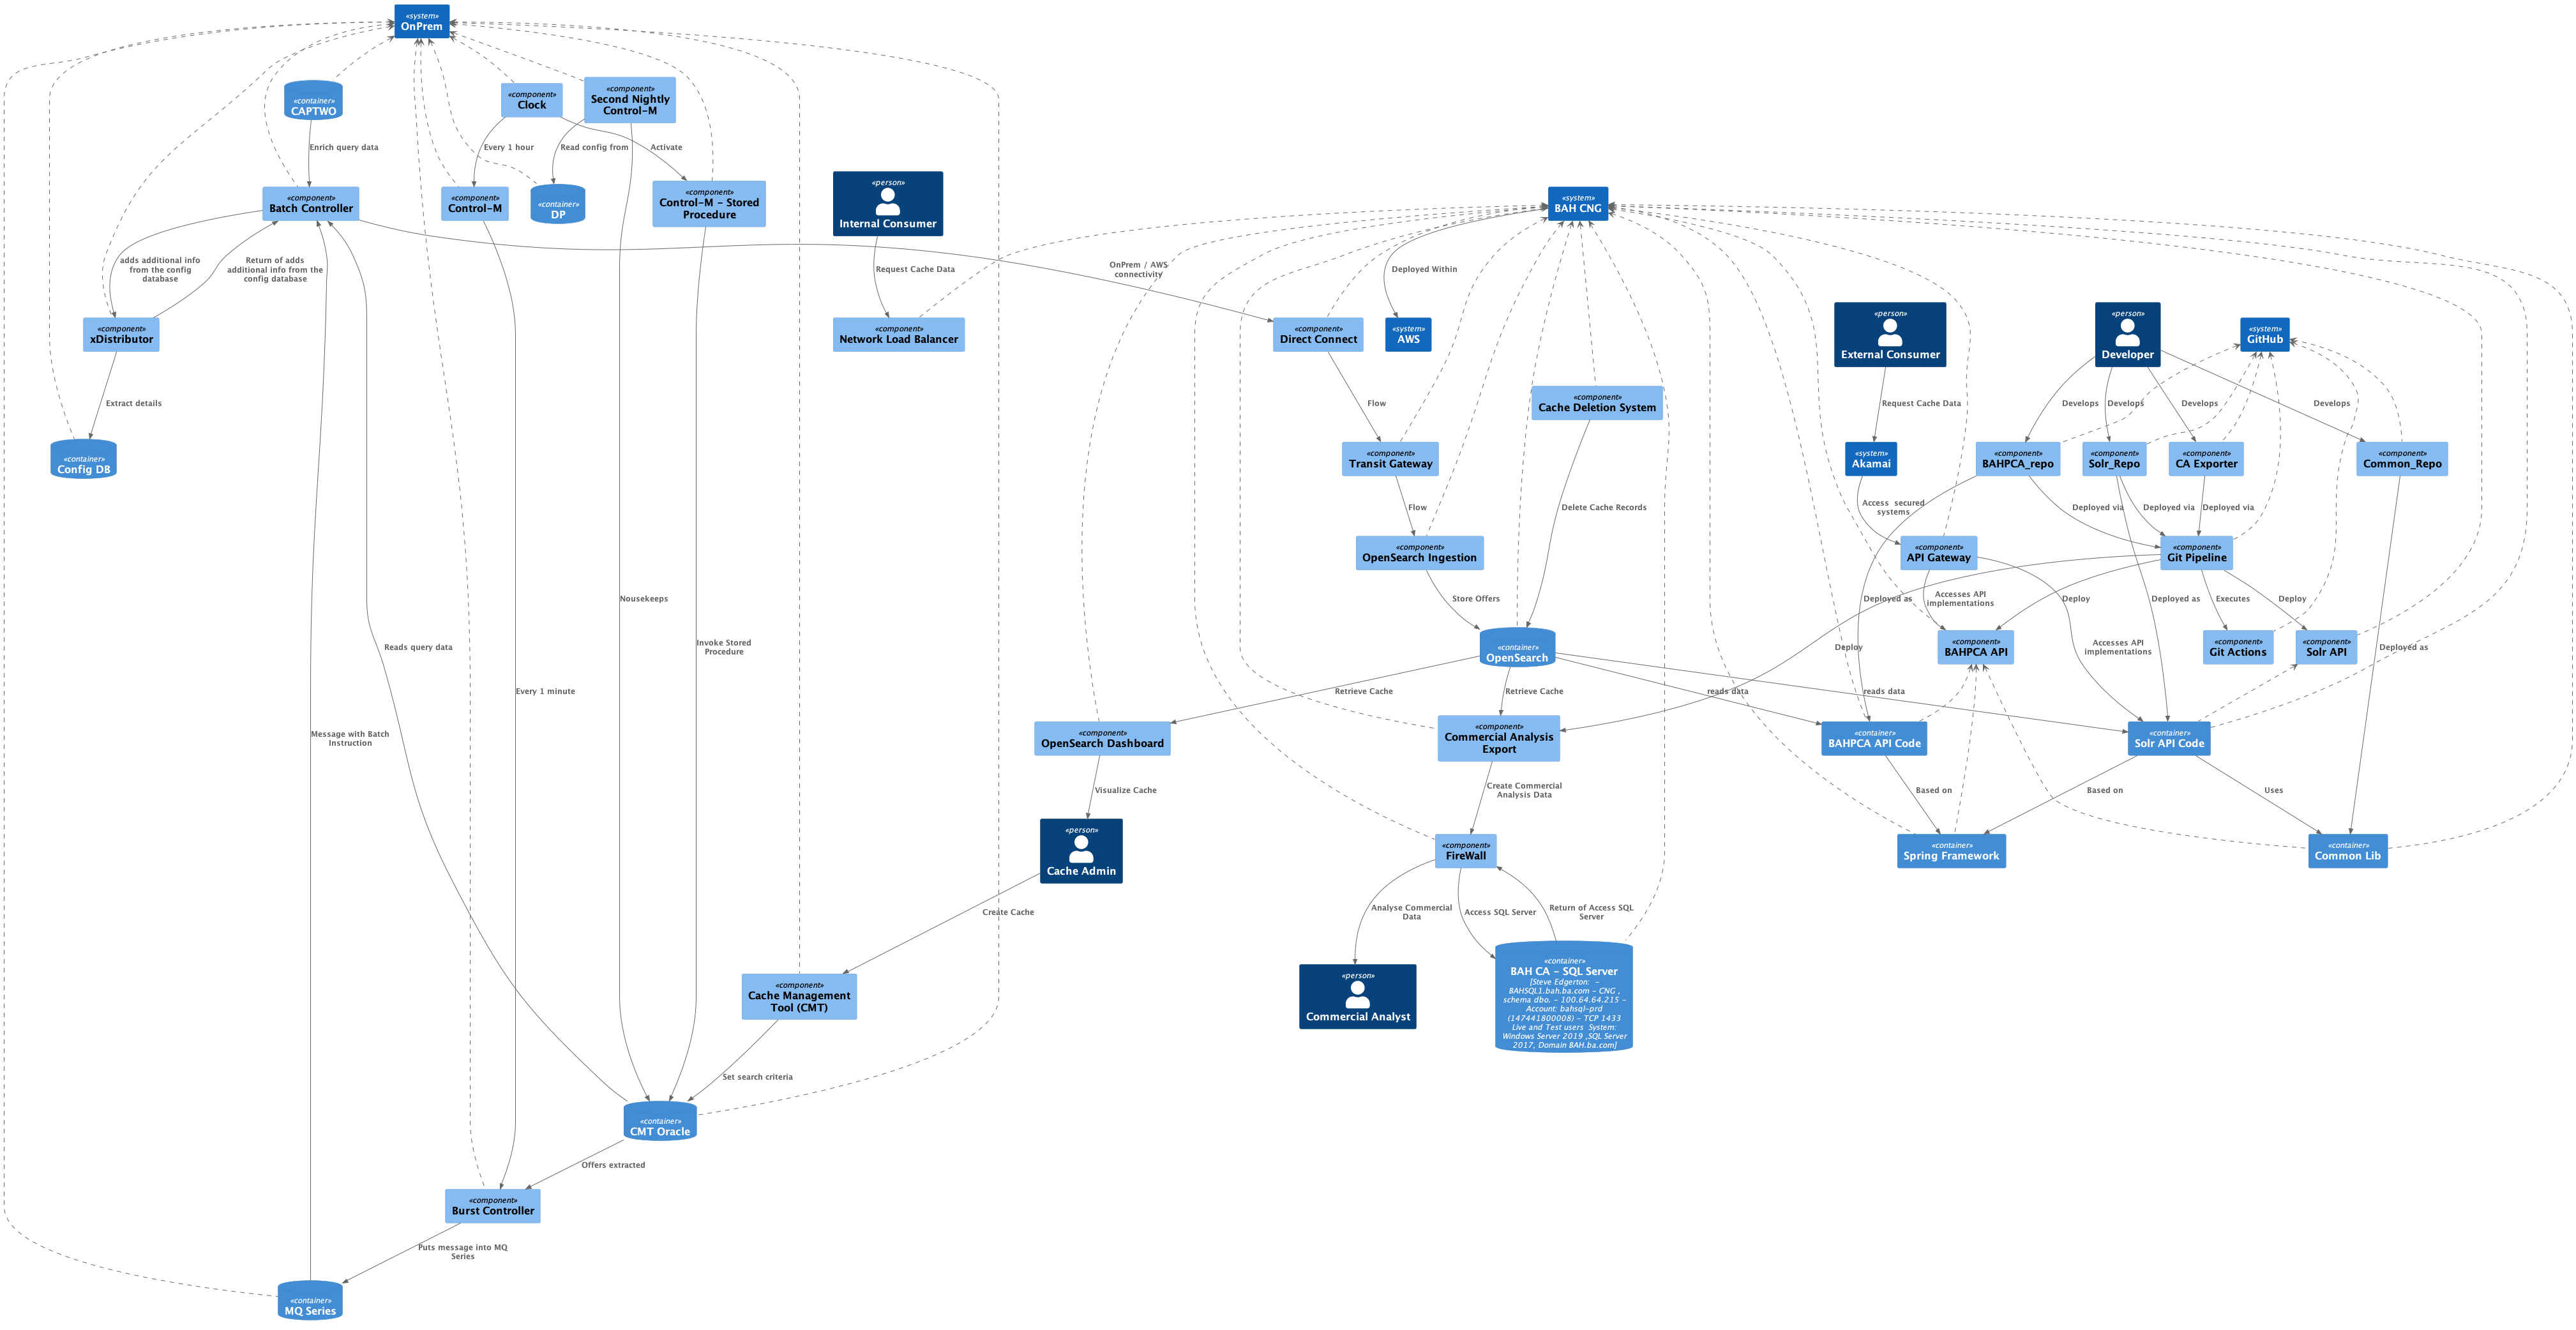 «system»
OnPrem
«container»
CAPTWO
«component»
Clock
«component»
Second Nightly
Control-M
Enrich query data
Every 1 hour
Read config from
Activate
«component»
Batch Controller
«component»
Control-M
«container»
DP
«component»
Control-M - Stored
Procedure
«person»
Internal Consumer
«system»
BAH CNG
adds additional info
from the config
database
Return of adds
additional info from the
config database
Request Cache Data
OnPrem / AWS
connectivity
Deployed Within
«component»
xDistributor
«component»
Network Load Balancer
«component»
Direct Connect
«system»
AWS
«person»
External Consumer
«person»
Developer
«system»
GitHub
Extract details
Flow
«component»
Cache Deletion System
Request Cache Data
Develops
Develops
Develops
Develops
«container»
Config DB
«component»
Transit Gateway
«system»
Akamai
«component»
BAHPCA_repo
«component»
Solr_Repo
«component»
CA Exporter
«component»
Common_Repo
Flow
Delete Cache Records
Access  secured
systems
Deployed via
Deployed via
Deployed via
«component»
OpenSearch Ingestion
«component»
API Gateway
«component»
Git Pipeline
Nousekeeps
Store Offers
Deployed as
Accesses API
implementations
Deploy
Deployed as
Executes
Deploy
Reads query data
Invoke Stored
Procedure
«container»
OpenSearch
Deploy
«component»
BAHPCA API
Accesses API
implementations
«component»
Git Actions
«component»
Solr API
Deployed as
Every 1 minute
Retrieve Cache
Retrieve Cache
reads data
reads data
Message with Batch
Instruction
«component»
OpenSearch Dashboard
«component»
Commercial Analysis
Export
«container»
BAHPCA API Code
«container»
Solr API Code
Visualize Cache
Create Commercial
Analysis Data
Based on
Based on
Uses
«person»
Cache Admin
«component»
FireWall
«container»
Spring Framework
«container»
Common Lib
Create Cache
Analyse Commercial
Data
Access SQL Server
Return of Access SQL
Server
«component»
Cache Management
Tool (CMT)
«person»
Commercial Analyst
«container»
BAH CA - SQL Server
[Steve Edgerton:  -
BAHSQL1.bah.ba.com - CNG ,
schema dbo. - 100.64.64.215 -
Account: bahsql-prd
(147441800008) - TCP 1433
Live and Test users  System:
Windows Server 2019 ,SQL Server
2017, Domain BAH.ba.com]
Set search criteria
«container»
CMT Oracle
Offers extracted
«component»
Burst Controller
Puts message into MQ
Series
«container»
MQ Series